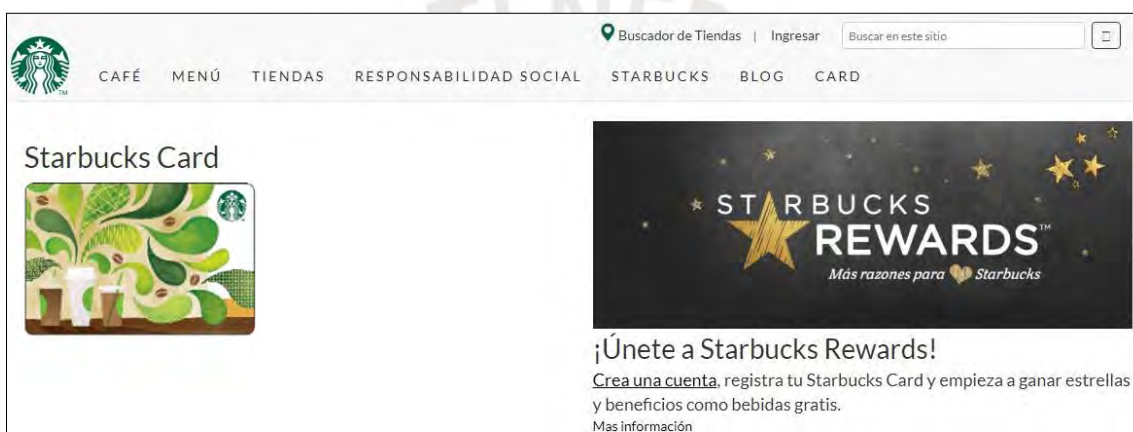 Buscador de Tiendas | Ingresar Buscar en este sitio
CAFÉ MENÚ TIENDAS RESPONSABILIDAD SOCIAL STARBUCKS BLOG CARD
TM
Starbucks Card
STARBUCKS
REWARDS™
Más razones para Starbucks
¡Únete a Starbucks Rewards!
Crea una cuenta, registra tu Starbucks Card y empieza a ganar estrellas
y beneficios como bebidas gratis.
Mas información